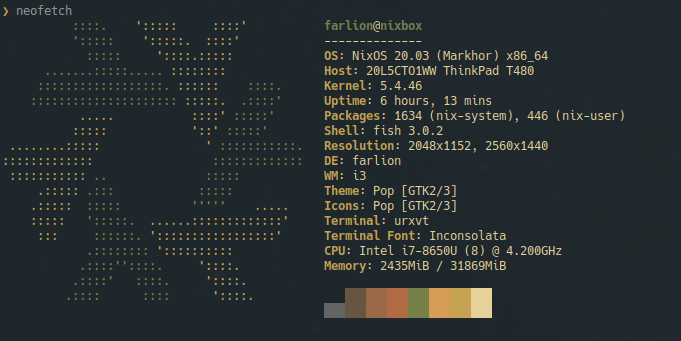 ❯ neofetch
farlion@nixbox
--------------
OS: NixOS 20.03 (Markhor) x86_64
Host: 20L5CTO1WW ThinkPad T480
Kernel: 5.4.46
Uptime: 6 hours, 13 mins
Packages: 1634 (nix-system), 446 (nix-user)
Shell: fish 3.0.2
Resolution: 2048x1152, 2560x1440
DE: farlion
WM: i3
Theme: Pop [GTK2/3]
Icons: Pop [GTK2/3]
Terminal: urxvt
Terminal Font: Inconsolata
CPU: Intel i7-8650U (8) @ 4.200GHz
Memory: 2435MiB / 31869MiB